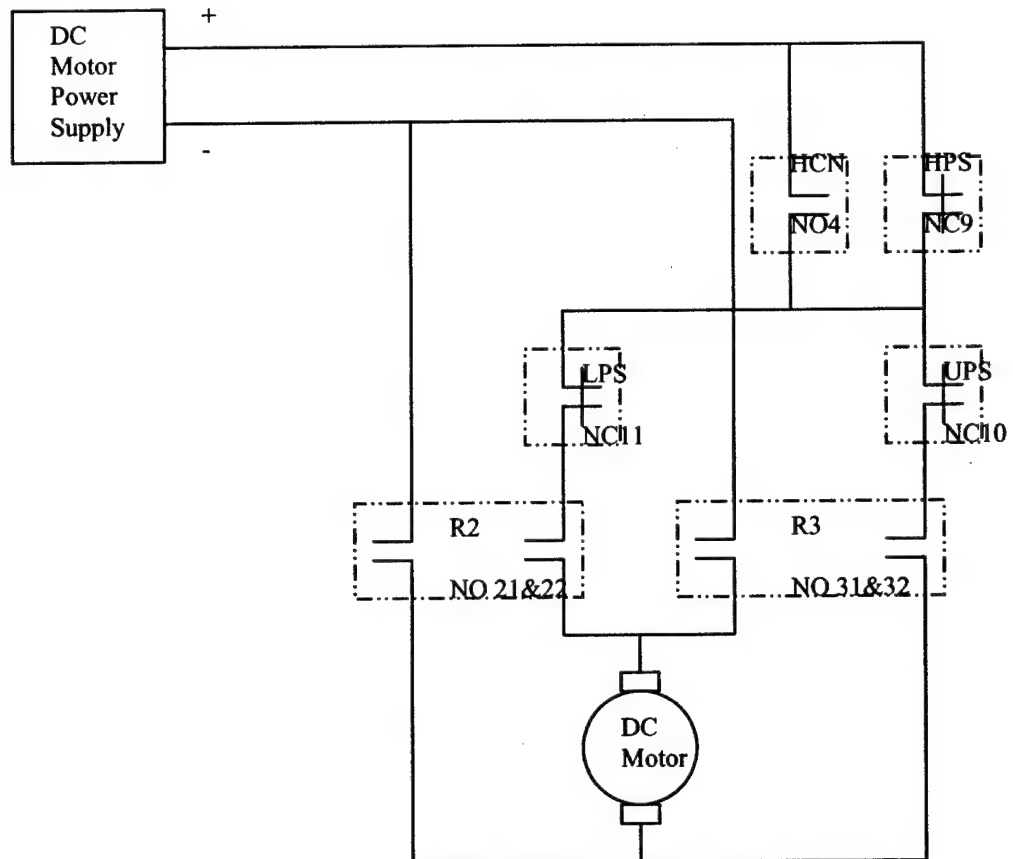 +
DC
Motor
Power
Supply
-
HCN
NO4
HPS
NC9
LPS
NC11
UPS
NC10
R2
NO 21&22
R3
NO 31&32
DC
Motor